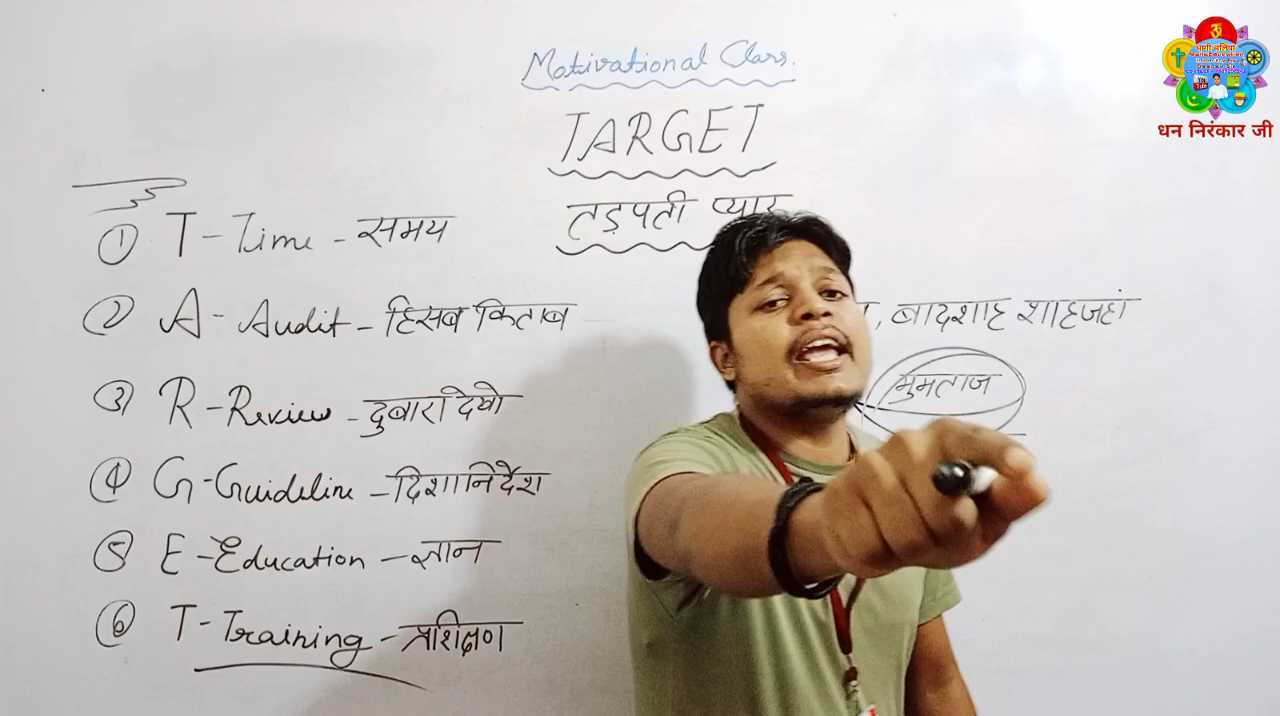 Motivational Class.
TARGET
तड़पती प्यार
① T - Time - समय
② A - Audit - हिसब किताब
, बादशाह शाहजहां
मुमताज
③ R - Review - दुबारा देखो
④ G - Guideline - दिशानिर्देश
⑤ E - Education - ज्ञान
⑥ T - Training - प्रशिक्षण
धन निरंकार जी